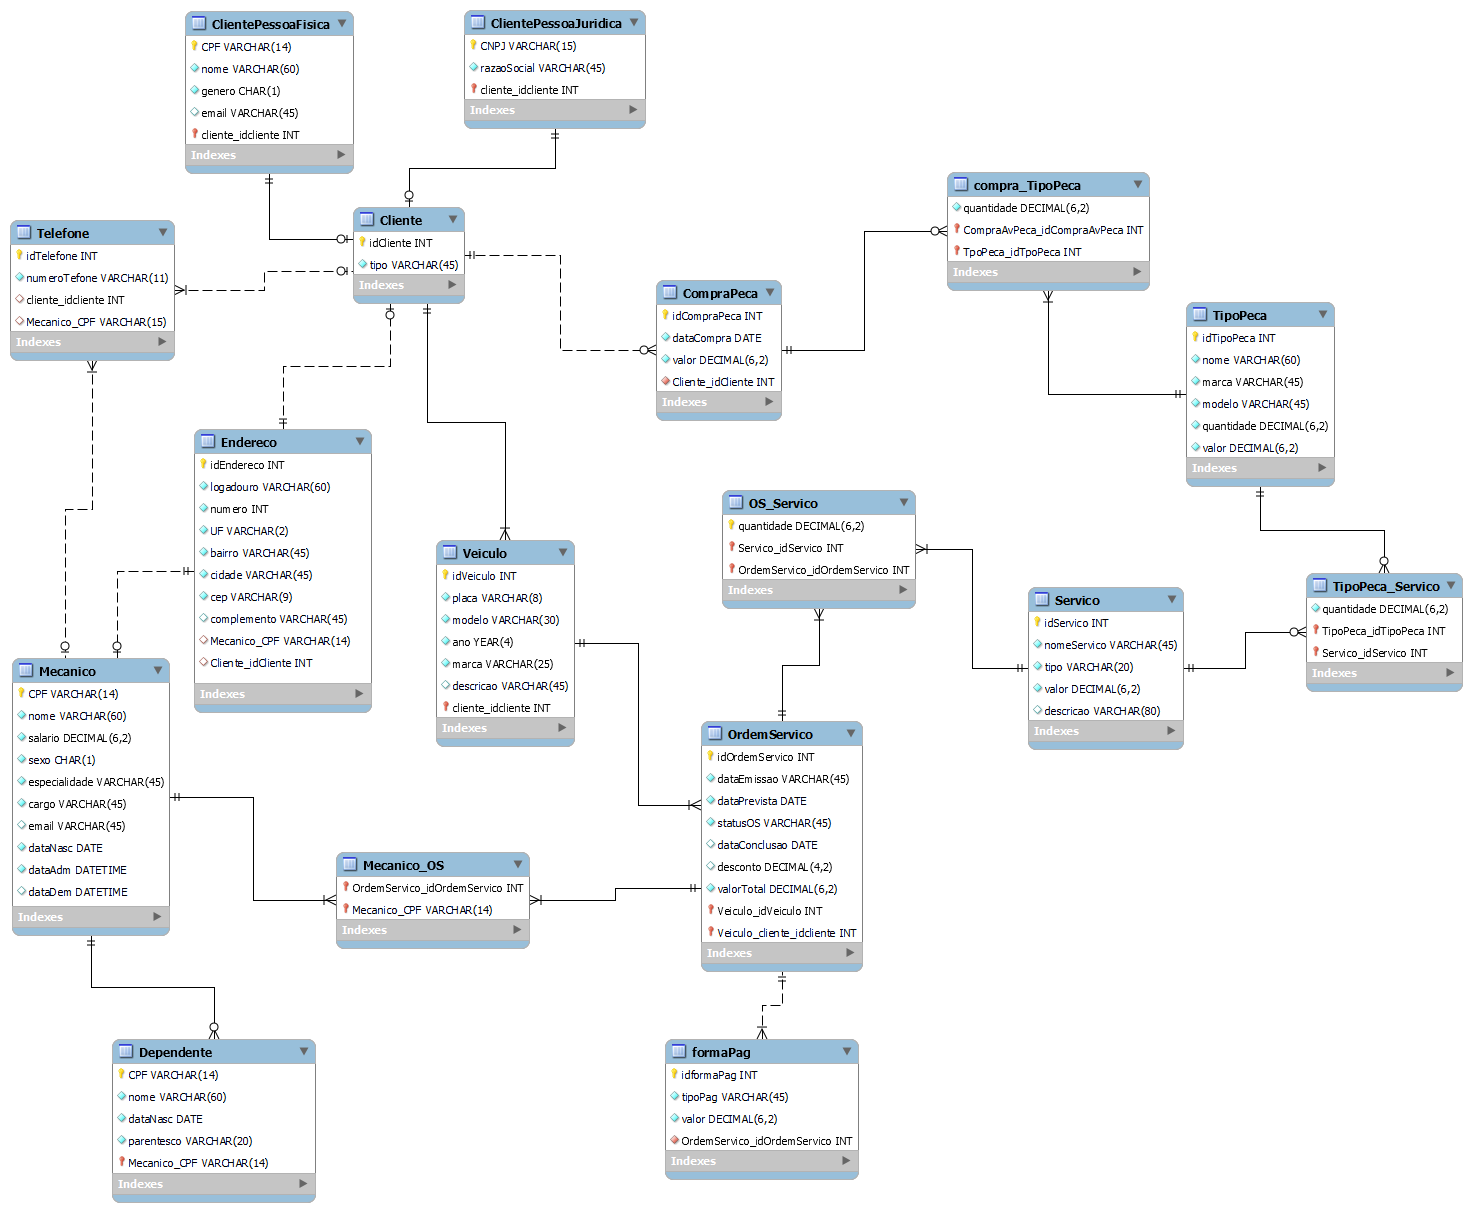 ClientePessoaFisica
CPF VARCHAR(14)
nome VARCHAR(60)
genero CHAR(1)
email VARCHAR(45)
cliente_idcliente INT
Indexes
ClientePessoaJuridica
CNPJ VARCHAR(15)
razaoSocial VARCHAR(45)
cliente_idcliente INT
Indexes
Telefone
idTelefone INT
numeroTefone VARCHAR(11)
cliente_idcliente INT
Mecanico_CPF VARCHAR(15)
Indexes
Cliente
idCliente INT
tipo VARCHAR(45)
Indexes
compra_TipoPeca
quantidade DECIMAL(6,2)
CompraAvPeca_idCompraAvPeca INT
TpoPeca_idTpoPeca INT
Indexes
CompraPeca
idCompraPeca INT
dataCompra DATE
valor DECIMAL(6,2)
Cliente_idCliente INT
Indexes
TipoPeca
idTipoPeca INT
nome VARCHAR(60)
marca VARCHAR(45)
modelo VARCHAR(45)
quantidade DECIMAL(6,2)
valor DECIMAL(6,2)
Indexes
Endereco
idEndereco INT
logadouro VARCHAR(60)
numero INT
UF VARCHAR(2)
bairro VARCHAR(45)
cidade VARCHAR(45)
cep VARCHAR(9)
complemento VARCHAR(45)
Mecanico_CPF VARCHAR(14)
Cliente_idCliente INT
Indexes
Veiculo
idVeiculo INT
placa VARCHAR(8)
modelo VARCHAR(30)
ano YEAR(4)
marca VARCHAR(25)
descricao VARCHAR(45)
cliente_idcliente INT
Indexes
OS_Servico
quantidade DECIMAL(6,2)
Servico_idServico INT
OrdemServico_idOrdemServico INT
Indexes
Servico
idServico INT
nomeServico VARCHAR(45)
tipo VARCHAR(20)
valor DECIMAL(6,2)
descricao VARCHAR(80)
Indexes
TipoPeca_Servico
quantidade DECIMAL(6,2)
TipoPeca_idTipoPeca INT
Servico_idServico INT
Indexes
Mecanico
CPF VARCHAR(14)
nome VARCHAR(60)
salario DECIMAL(6,2)
sexo CHAR(1)
especialidade VARCHAR(45)
cargo VARCHAR(45)
email VARCHAR(45)
dataNasc DATE
dataAdm DATETIME
dataDem DATETIME
Indexes
Mecanico_OS
OrdemServico_idOrdemServico INT
Mecanico_CPF VARCHAR(14)
Indexes
OrdemServico
idOrdemServico INT
dataEmissao VARCHAR(45)
dataPrevista DATE
statusOS VARCHAR(45)
dataConclusao DATE
desconto DECIMAL(4,2)
valorTotal DECIMAL(6,2)
Veiculo_idVeiculo INT
Veiculo_cliente_idcliente INT
Indexes
Dependente
CPF VARCHAR(14)
nome VARCHAR(60)
dataNasc DATE
parentesco VARCHAR(20)
Mecanico_CPF VARCHAR(14)
Indexes
formaPag
idformaPag INT
tipoPag VARCHAR(45)
valor DECIMAL(6,2)
OrdemServico_idOrdemServico INT
Indexes